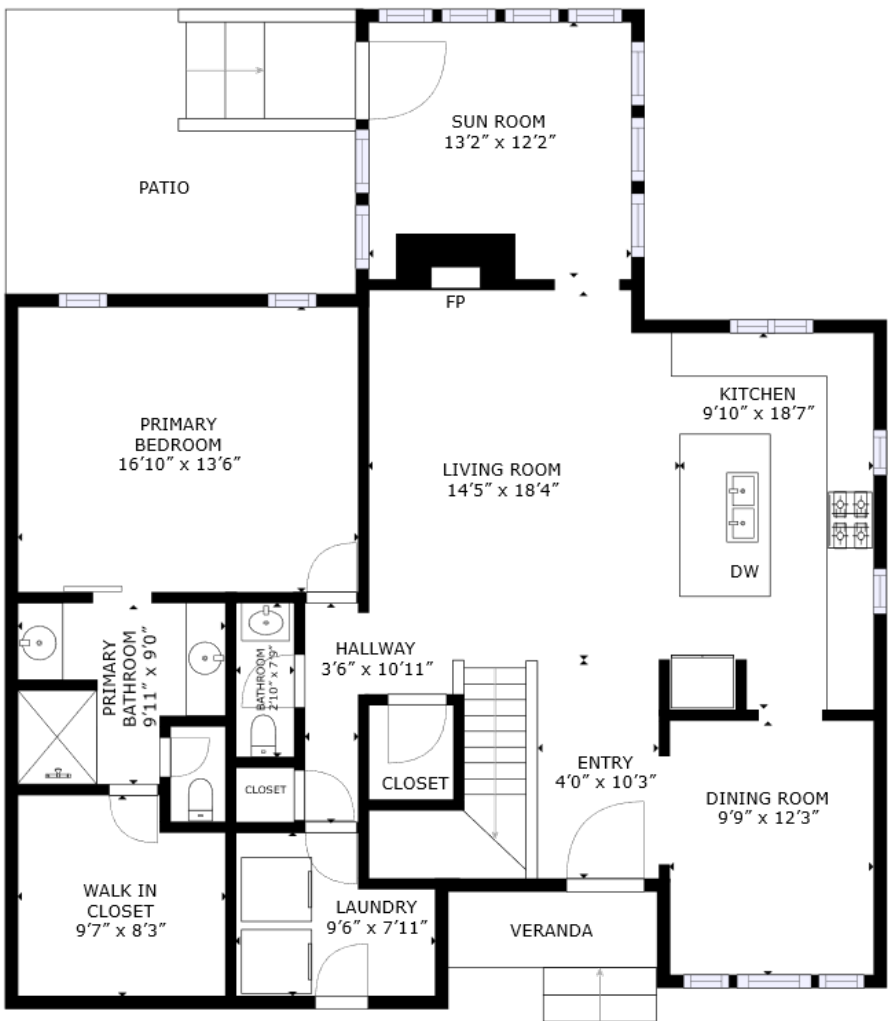 SUN ROOM
13′2″ x 12′2″
PATIO
FP
KITCHEN
9′10″ x 18′7″
PRIMARY
BEDROOM
16′10″ x 13′6″
LIVING ROOM
14′5″ x 18′4″
DW
HALLWAY
3′6″ x 10′11″
PRIMARY
BATHROOM
9′11″ x 9′0″
BATHROOM
2′10″ x 7′9″
ENTRY
4′0″ x 10′3″
CLOSET
CLOSET
DINING ROOM
9′9″ x 12′3″
WALK IN
CLOSET
9′7″ x 8′3″
LAUNDRY
9′6″ x 7′11″
VERANDA